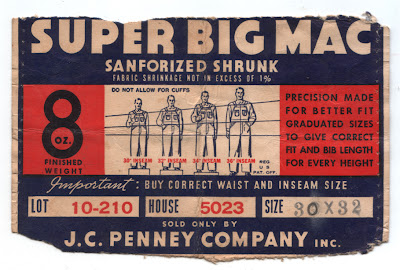 SUPER BIG MAC
SANFORIZED SHRUNK
FABRIC SHRINKAGE NOT IN EXCESS OF 1%
DO NOT ALLOW FOR CUFFS
8
OZ.
FINISHED
WEIGHT
30" INSEAM 32" INSEAM 34" INSEAM 36" INSEAM
REG
U S
PAT. OFF.
PRECISION MADE
FOR BETTER FIT
GRADUATED SIZES
TO GIVE CORRECT
FIT AND BIB LENGTH
FOR EVERY HEIGHT
Important: BUY CORRECT WAIST AND INSEAM SIZE
LOT 10-210 HOUSE 5023 SIZE 30X32
SOLD ONLY BY
J.C. PENNEY COMPANY INC.